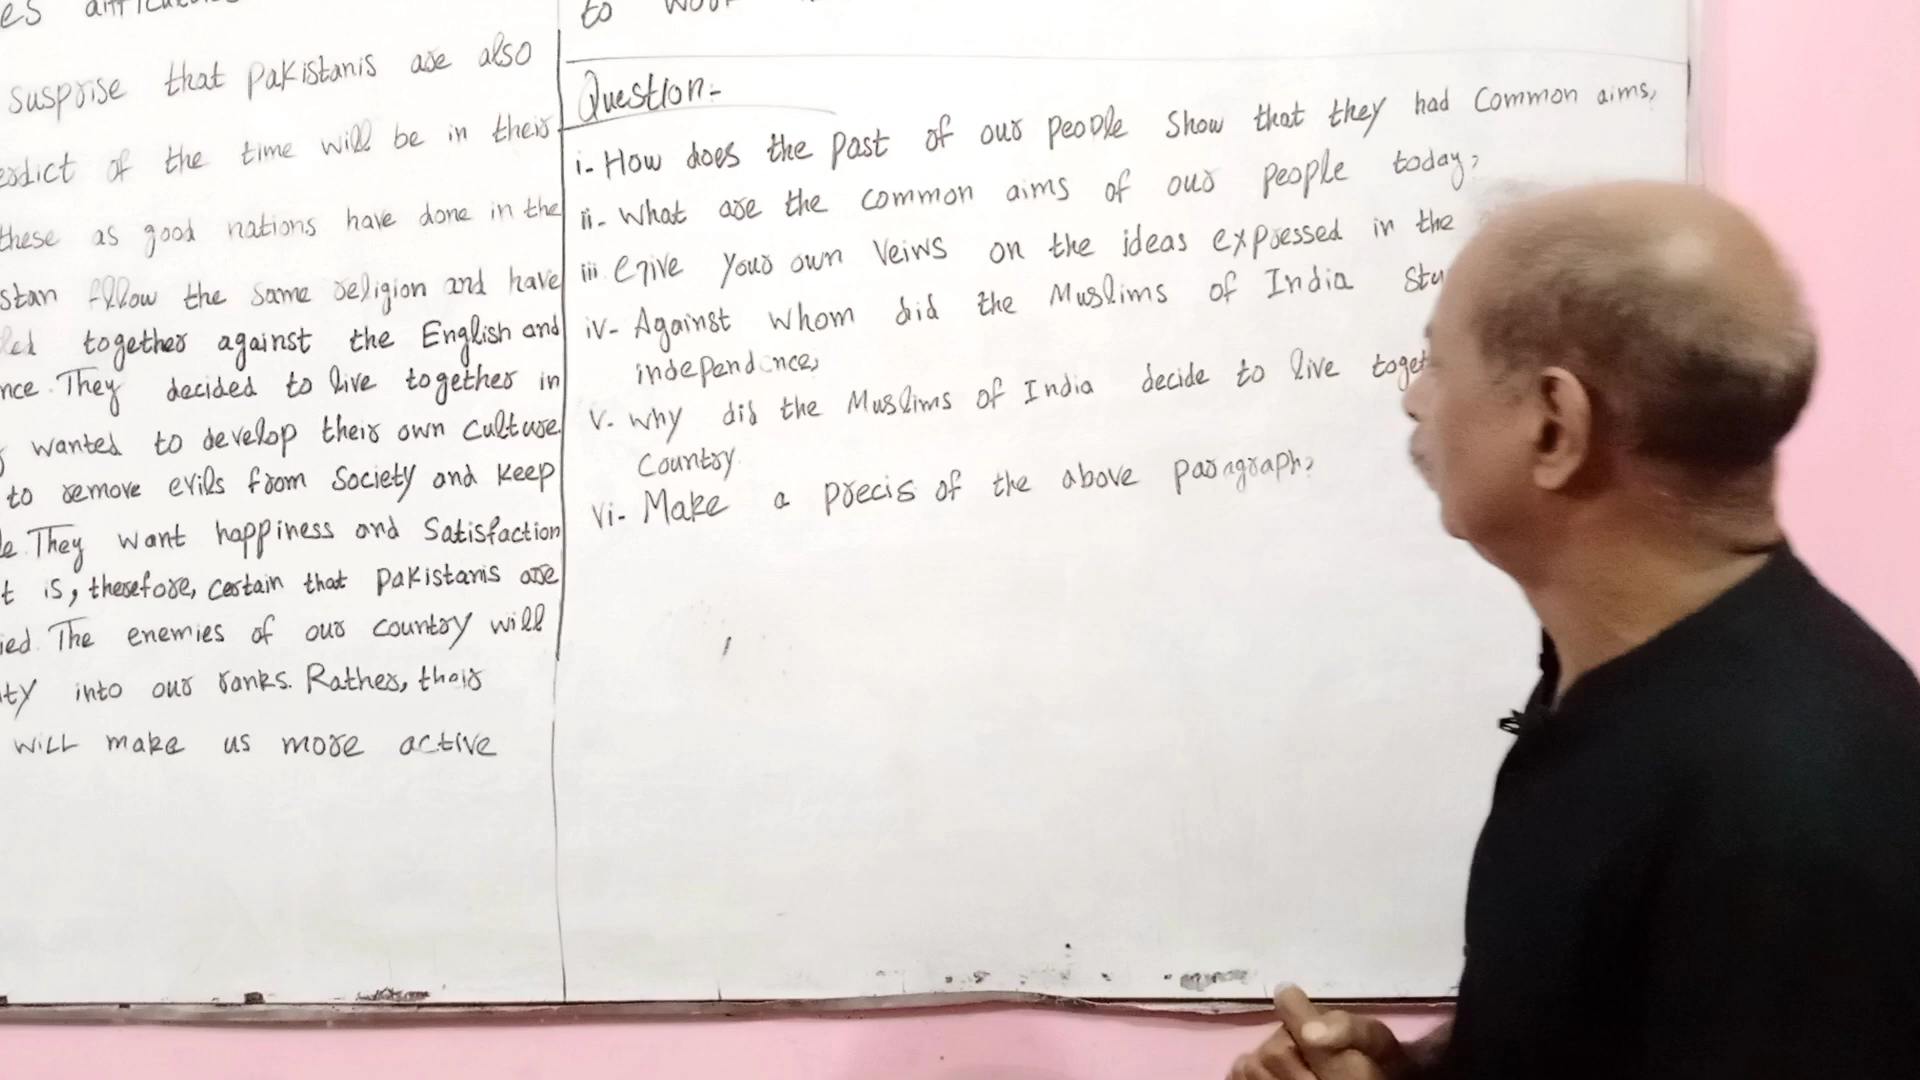 susprise that pakistanis are also
of the time will be in their
these as good nations have done in the
follow the same religion and have
together against the English and
They decided to live together in
wanted to develop their own culture
to remove evils from Society and keep
They want happiness and Satisfaction
is, therefore, certain that pakistanis are
The enemies of our country will
into our ranks. Rather, their
will make us more active
to
Question:-
i- How does the past of our people show that they had common aims,
ii- What are the common aims of our people today?
iii Give your own veiws on the ideas expressed in the
iv- Against whom did the Muslims of India
independence,
v. why did the Muslims of India decide to live
Country
vi- Make a precis of the above paragraph?